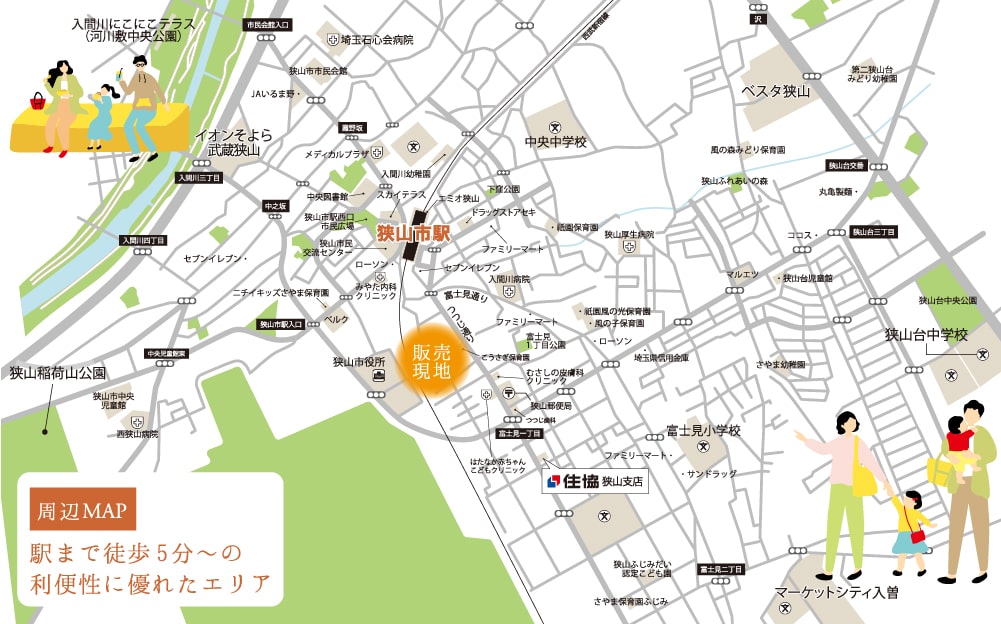 入間川にこにこテラス
（河川敷中央公園）
市民会館入口
埼玉石心会病院
狭山市市民会館
JAいるま野・
イオンそよら
武蔵狭山
入間川三丁目
鵜野坂
メディカルプラザ
入間川幼稚園
中央図書館
スカイテラス
エミオ狭山
中之坂
狭山市駅西口
市民広場
狭山市駅
ドラッグストアセキ
下窪公園
中央中学校
西武新宿線
沢
ベスタ狭山
第二狭山台
みどり幼稚園
風の森みどり保育園
狭山台交番
狭山ふれあいの森
丸亀製麺・
狭山台三丁目
ココス・
入間川四丁目
セブンイレブン・
狭山市民
交流センター
ローソン・
みやた内科
クリニック
セブンイレブン
ファミリーマート
・祇園保育園
狭山厚生病院
入間川病院
富士見通り
つつじ通り
マルエツ
・狭山台児童館
狭山台中央公園
狭山台中学校
ニチイキッズさやま保育園
ベルク
狭山市駅入口
・祇園風の光保育園
・風の子保育園
ファミリーマート
富士見
1丁目公園
・ローソン
埼玉県信用金庫
さやま幼稚園
中央児童館東
狭山市役所
販売
現地
こうさぎ保育園
むさしの皮膚科
クリニック
狭山稲荷山公園
狭山市中央
児童館
西狭山病院
狭山郵便局
つつじ歯科
富士見一丁目
はたなか赤ちゃん
こどもクリニック
富士見小学校
ファミリーマート・
・サンドラッグ
住協 狭山支店
周辺MAP
駅まで徒歩5分〜の
利便性に優れたエリア
狭山ふじみだい
認定こども園
富士見二丁目
さやま保育園ふじみ
マーケットシティ入曽